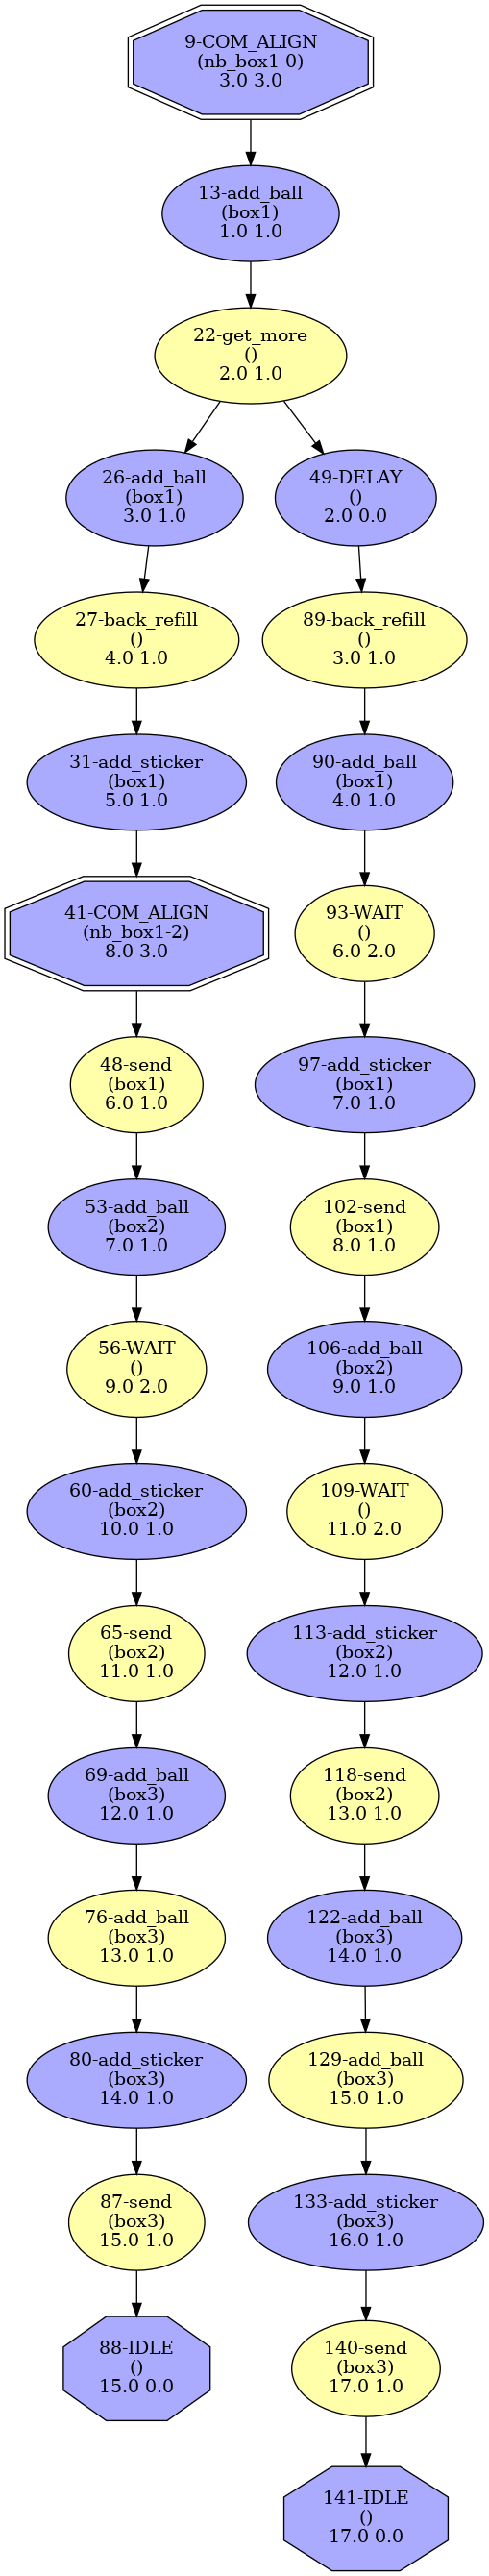 9-COM_ALIGN
(nb_box1-0)
3.0 3.0
13-add_ball
(box1)
1.0 1.0
22-get_more
()
2.0 1.0
26-add_ball
(box1)
3.0 1.0
49-DELAY
()
2.0 0.0
27-back_refill
()
4.0 1.0
89-back_refill
()
3.0 1.0
31-add_sticker
(box1)
5.0 1.0
90-add_ball
(box1)
4.0 1.0
41-COM_ALIGN
(nb_box1-2)
8.0 3.0
93-WAIT
()
6.0 2.0
48-send
(box1)
6.0 1.0
97-add_sticker
(box1)
7.0 1.0
53-add_ball
(box2)
7.0 1.0
102-send
(box1)
8.0 1.0
56-WAIT
()
9.0 2.0
106-add_ball
(box2)
9.0 1.0
60-add_sticker
(box2)
10.0 1.0
109-WAIT
()
11.0 2.0
65-send
(box2)
11.0 1.0
113-add_sticker
(box2)
12.0 1.0
69-add_ball
(box3)
12.0 1.0
118-send
(box2)
13.0 1.0
76-add_ball
(box3)
13.0 1.0
122-add_ball
(box3)
14.0 1.0
80-add_sticker
(box3)
14.0 1.0
129-add_ball
(box3)
15.0 1.0
87-send
(box3)
15.0 1.0
133-add_sticker
(box3)
16.0 1.0
88-IDLE
()
15.0 0.0
140-send
(box3)
17.0 1.0
141-IDLE
()
17.0 0.0